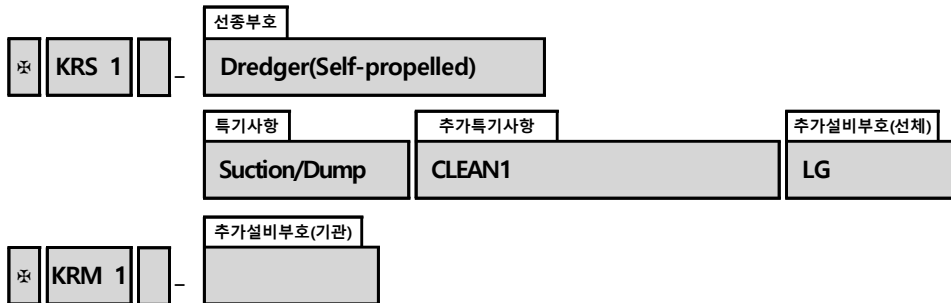 선종부호
✠ KRS 1 – Dredger(Self-propelled)
특기사항 추가특기사항 추가설비부호(선체)
Suction/Dump CLEAN1 LG
추가설비부호(기관)
✠ KRM 1 –